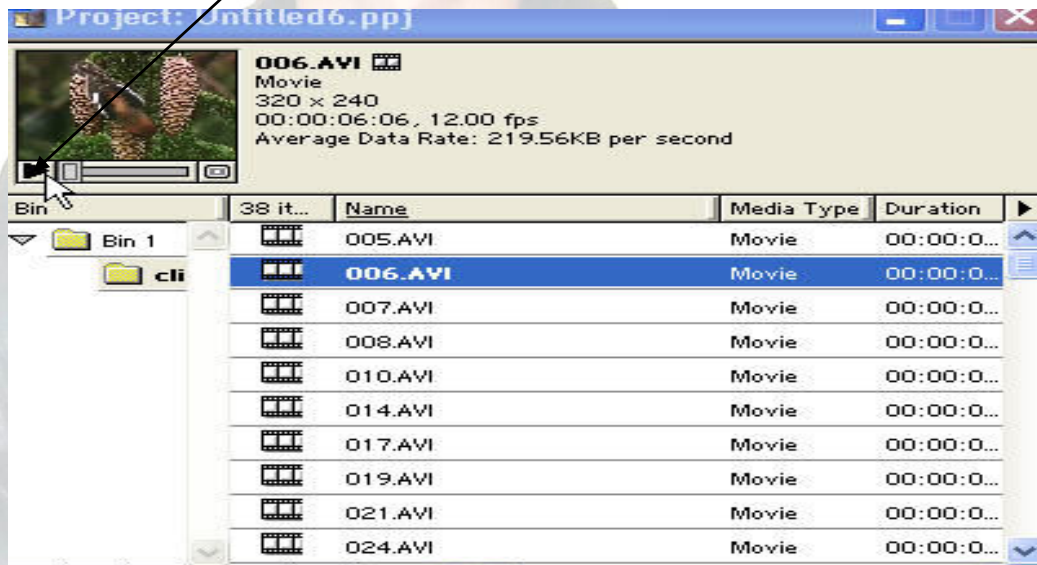 Project: Untitled6.ppj
006.AVI
Movie
320 × 240
00:00:06:06, 12.00 fps
Average Data Rate: 219.56KB per second
Bin 38 it... Name Media Type Duration
Bin 1 005.AVI Movie 00:00:0...
cli 006.AVI Movie 00:00:0...
007.AVI Movie 00:00:0...
008.AVI Movie 00:00:0...
010.AVI Movie 00:00:0...
014.AVI Movie 00:00:0...
017.AVI Movie 00:00:0...
019.AVI Movie 00:00:0...
021.AVI Movie 00:00:0...
024.AVI Movie 00:00:0...